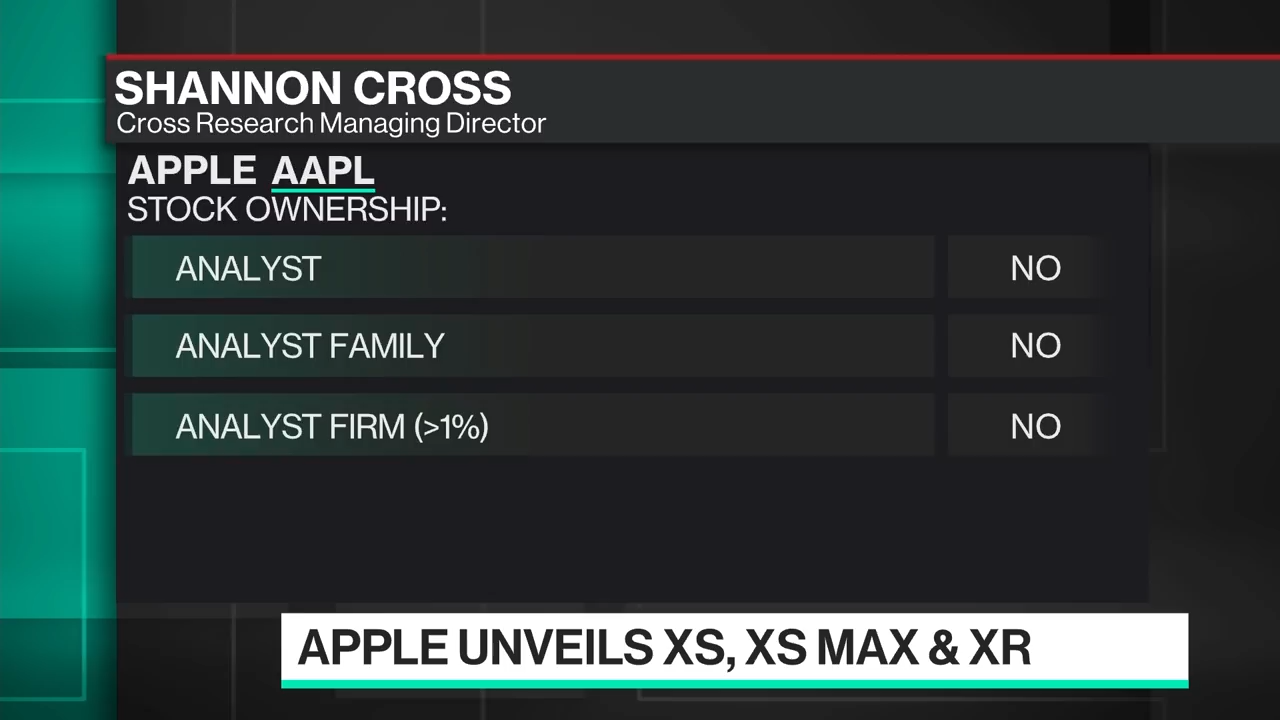 SHANNON CROSS
Cross Research Managing Director
APPLE AAPL
STOCK OWNERSHIP:
ANALYST NO
ANALYST FAMILY NO
ANALYST FIRM (>1%) NO
APPLE UNVEILS XS, XS MAX & XR